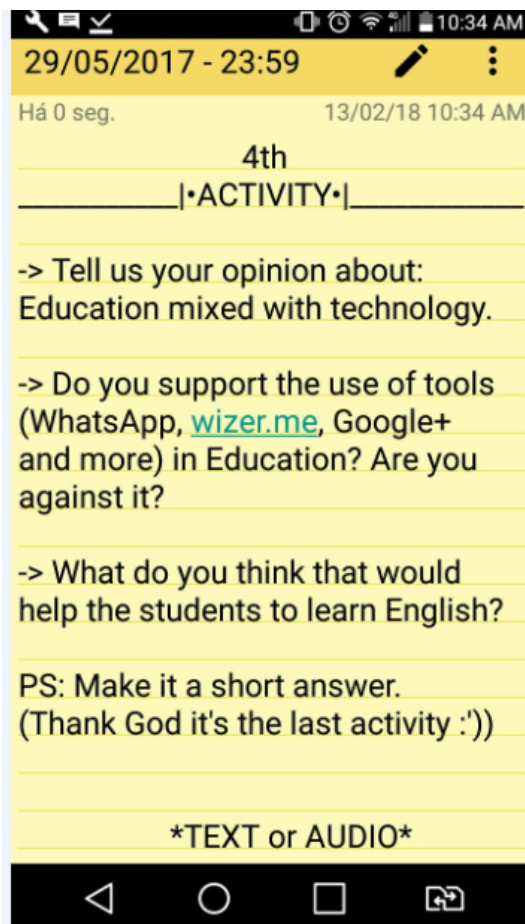 10:34 AM
29/05/2017 - 23:59
Há 0 seg.
13/02/18 10:34 AM
4th
___________|•ACTIVITY•|____________
-> Tell us your opinion about:
Education mixed with technology.
-> Do you support the use of tools
(WhatsApp, wizer.me, Google+
and more) in Education? Are you
against it?
-> What do you think that would
help the students to learn English?
PS: Make it a short answer.
(Thank God it's the last activity :'))
*TEXT or AUDIO*